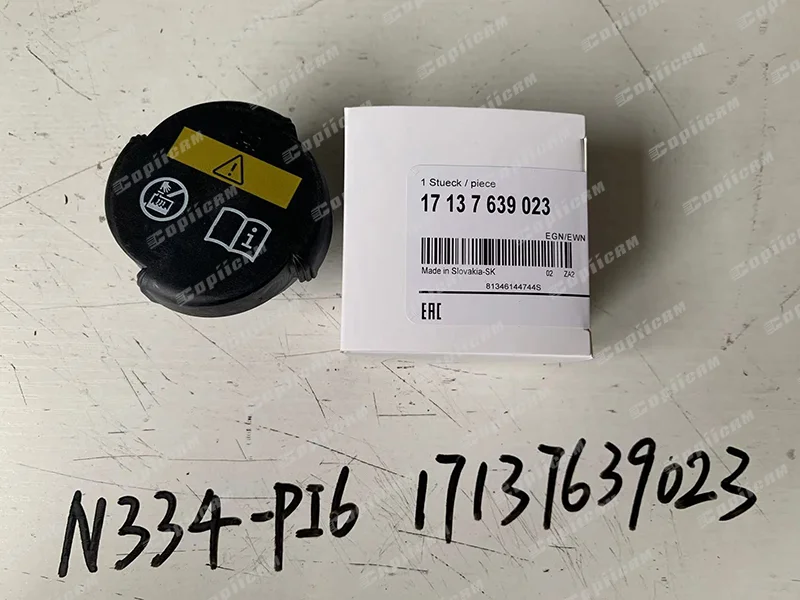 1 Stueck / piece
17 13 7 639 023
EGN/EWN
Made in Slovakia-SK 02 ZA2
81346144744S
EAC
N334-PI6 17137639023
CopiicAM